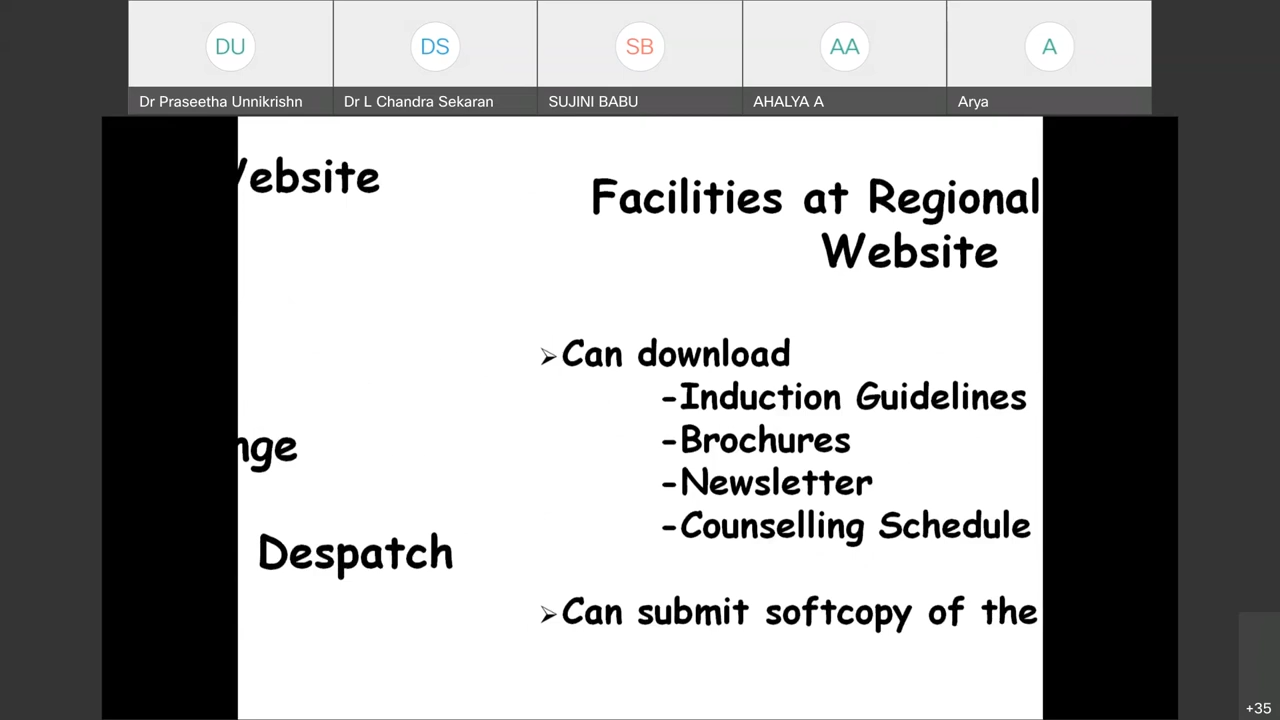 DU
DS
SB
AA
A
Dr Praseetha Unnikrishn
Dr L Chandra Sekaran
SUJINI BABU
AHALYA A
Arya
ebsite
nge
Despatch
Facilities at Regional
Website
➢Can download
-Induction Guidelines
-Brochures
-Newsletter
-Counselling Schedule
➢Can submit softcopy of the
+35